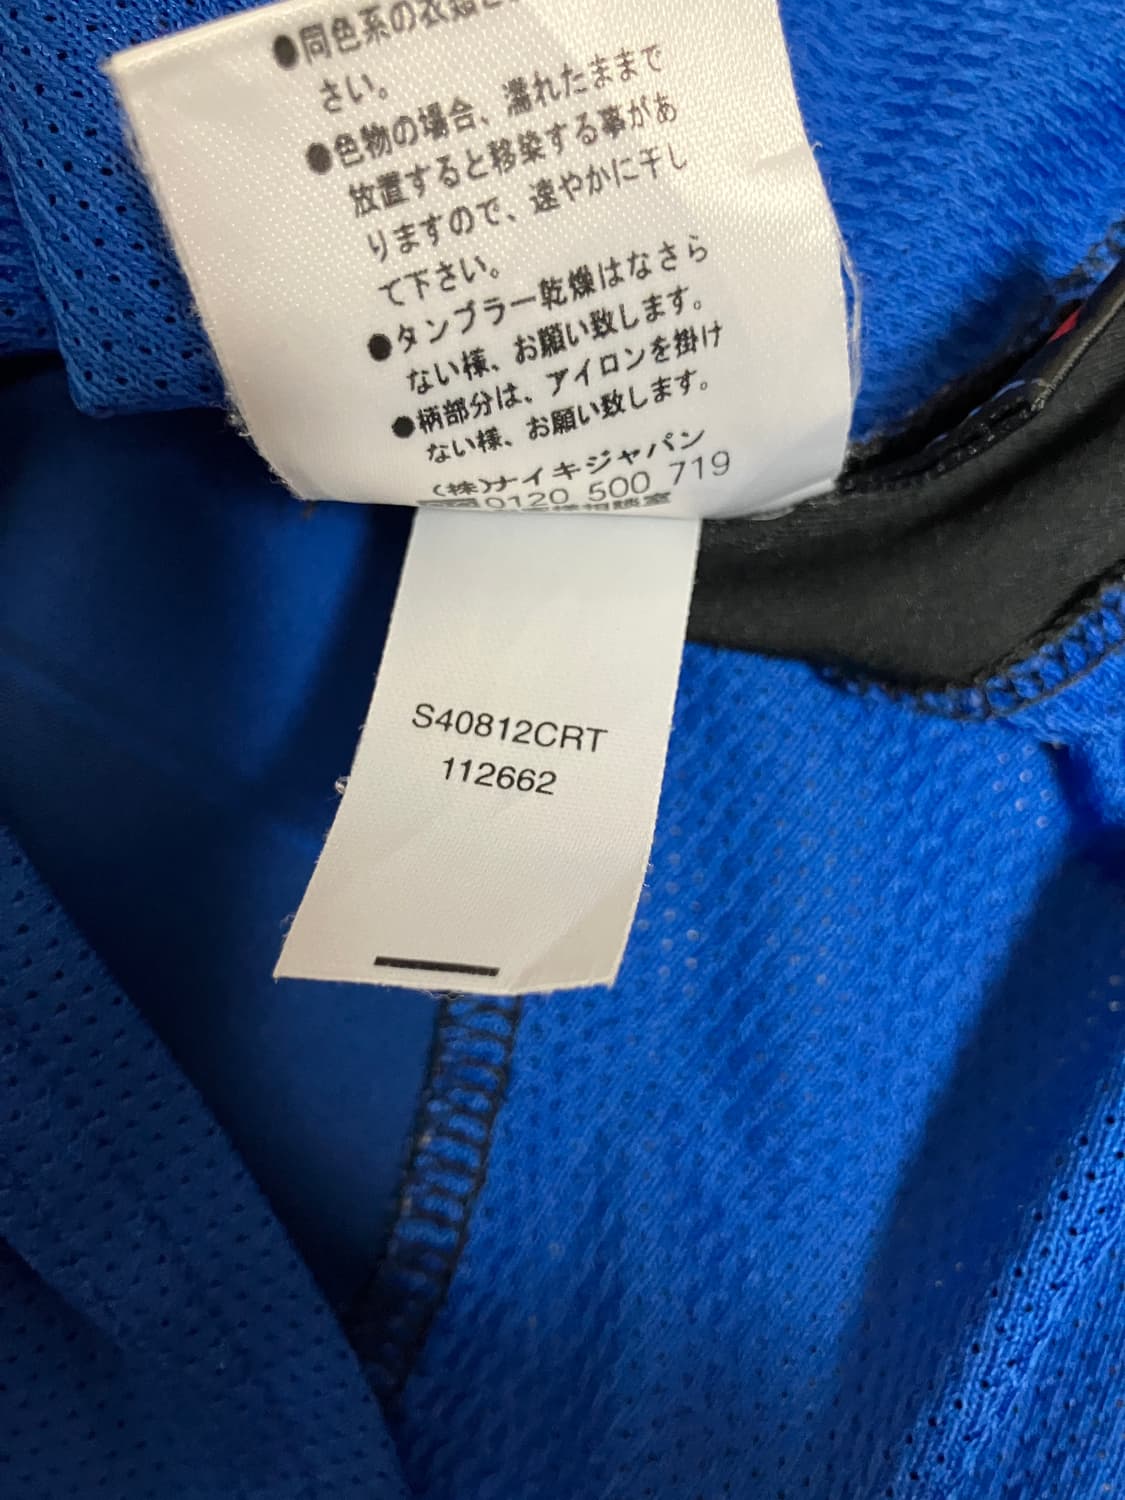 ●同色系の衣類と
さい。
●色物の場合、濡れたままで
放置すると移染する事があ
りますので、速やかに干し
て下さい。
●タンブラー乾燥はなさら
ない様、お願い致します。
●柄部分は、アイロンを掛け
ない様、お願い致します。
(株)ナイキジャパン
0120 500 719
様相談室
S40812CRT
112662